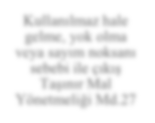 Kullanılmaz hale
gelme, yok olma
veya sayım noksanı
sebebi ile çıkış
Taşınır Mal
Yönetmeliği Md.27